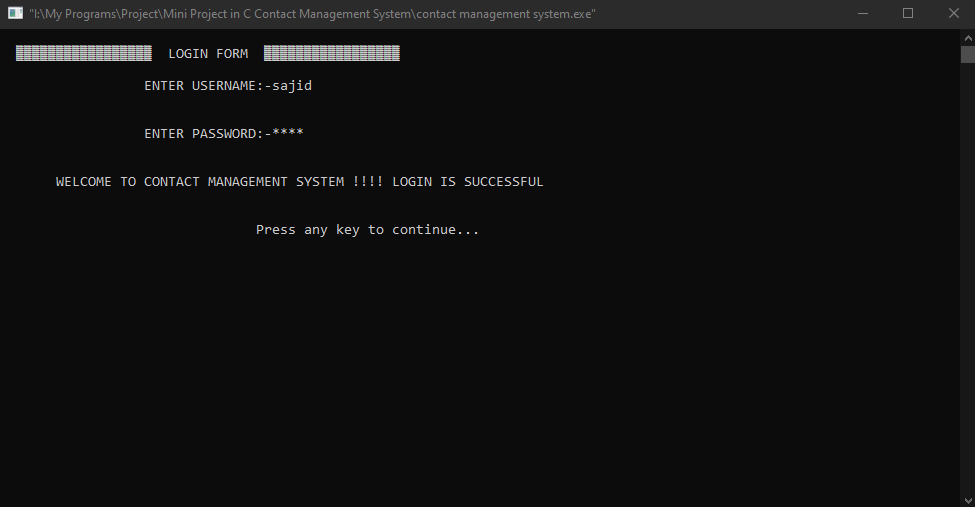 "I:\My Programs\Project\Mini Project in C Contact Management System\contact management system.exe"
▒▒▒▒▒▒▒▒▒▒▒▒▒▒▒▒▒ LOGIN FORM ▒▒▒▒▒▒▒▒▒▒▒▒▒▒▒▒▒
ENTER USERNAME:-sajid
ENTER PASSWORD:-****
WELCOME TO CONTACT MANAGEMENT SYSTEM !!!! LOGIN IS SUCCESSFUL
Press any key to continue...